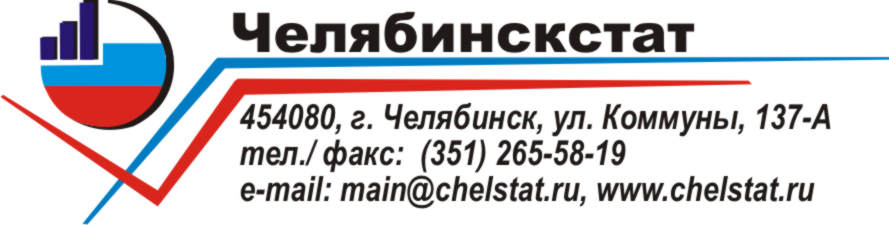 Челябинскстат
454080, г. Челябинск, ул. Коммуны, 137-А
тел./ факс: (351) 265-58-19
e-mail: main@chelstat.ru, www.chelstat.ru